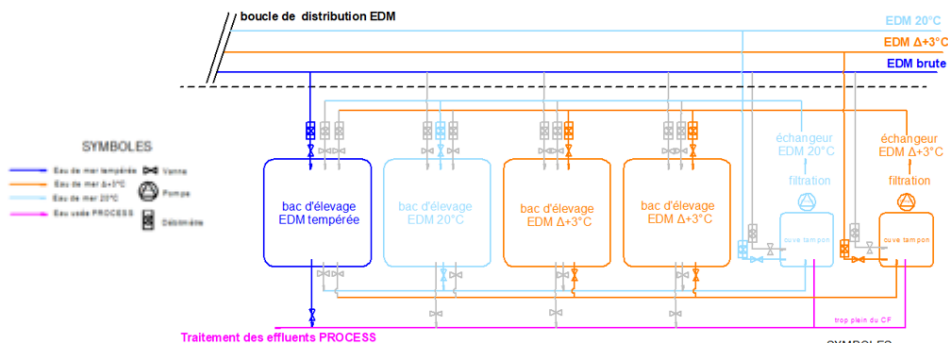 boucle de distribution EDM
EDM 20°C
EDM Δ+3°C
EDM brute
SYMBOLES
Eau de mer tempérée
Vanne
Eau de mer Δ+3°C
Pompe
Eau de mer 20°C
Eau usée PROCESS
Débitmètre
échangeur
EDM 20°C
échangeur
EDM Δ+3°C
filtration
filtration
bac d'élevage
EDM tempérée
bac d'élevage
EDM 20°C
bac d'élevage
EDM Δ+3°C
bac d'élevage
EDM Δ+3°C
cuve tampon
cuve tampon
trop plein du CF
Traitement des effluents PROCESS
SYMBOLES